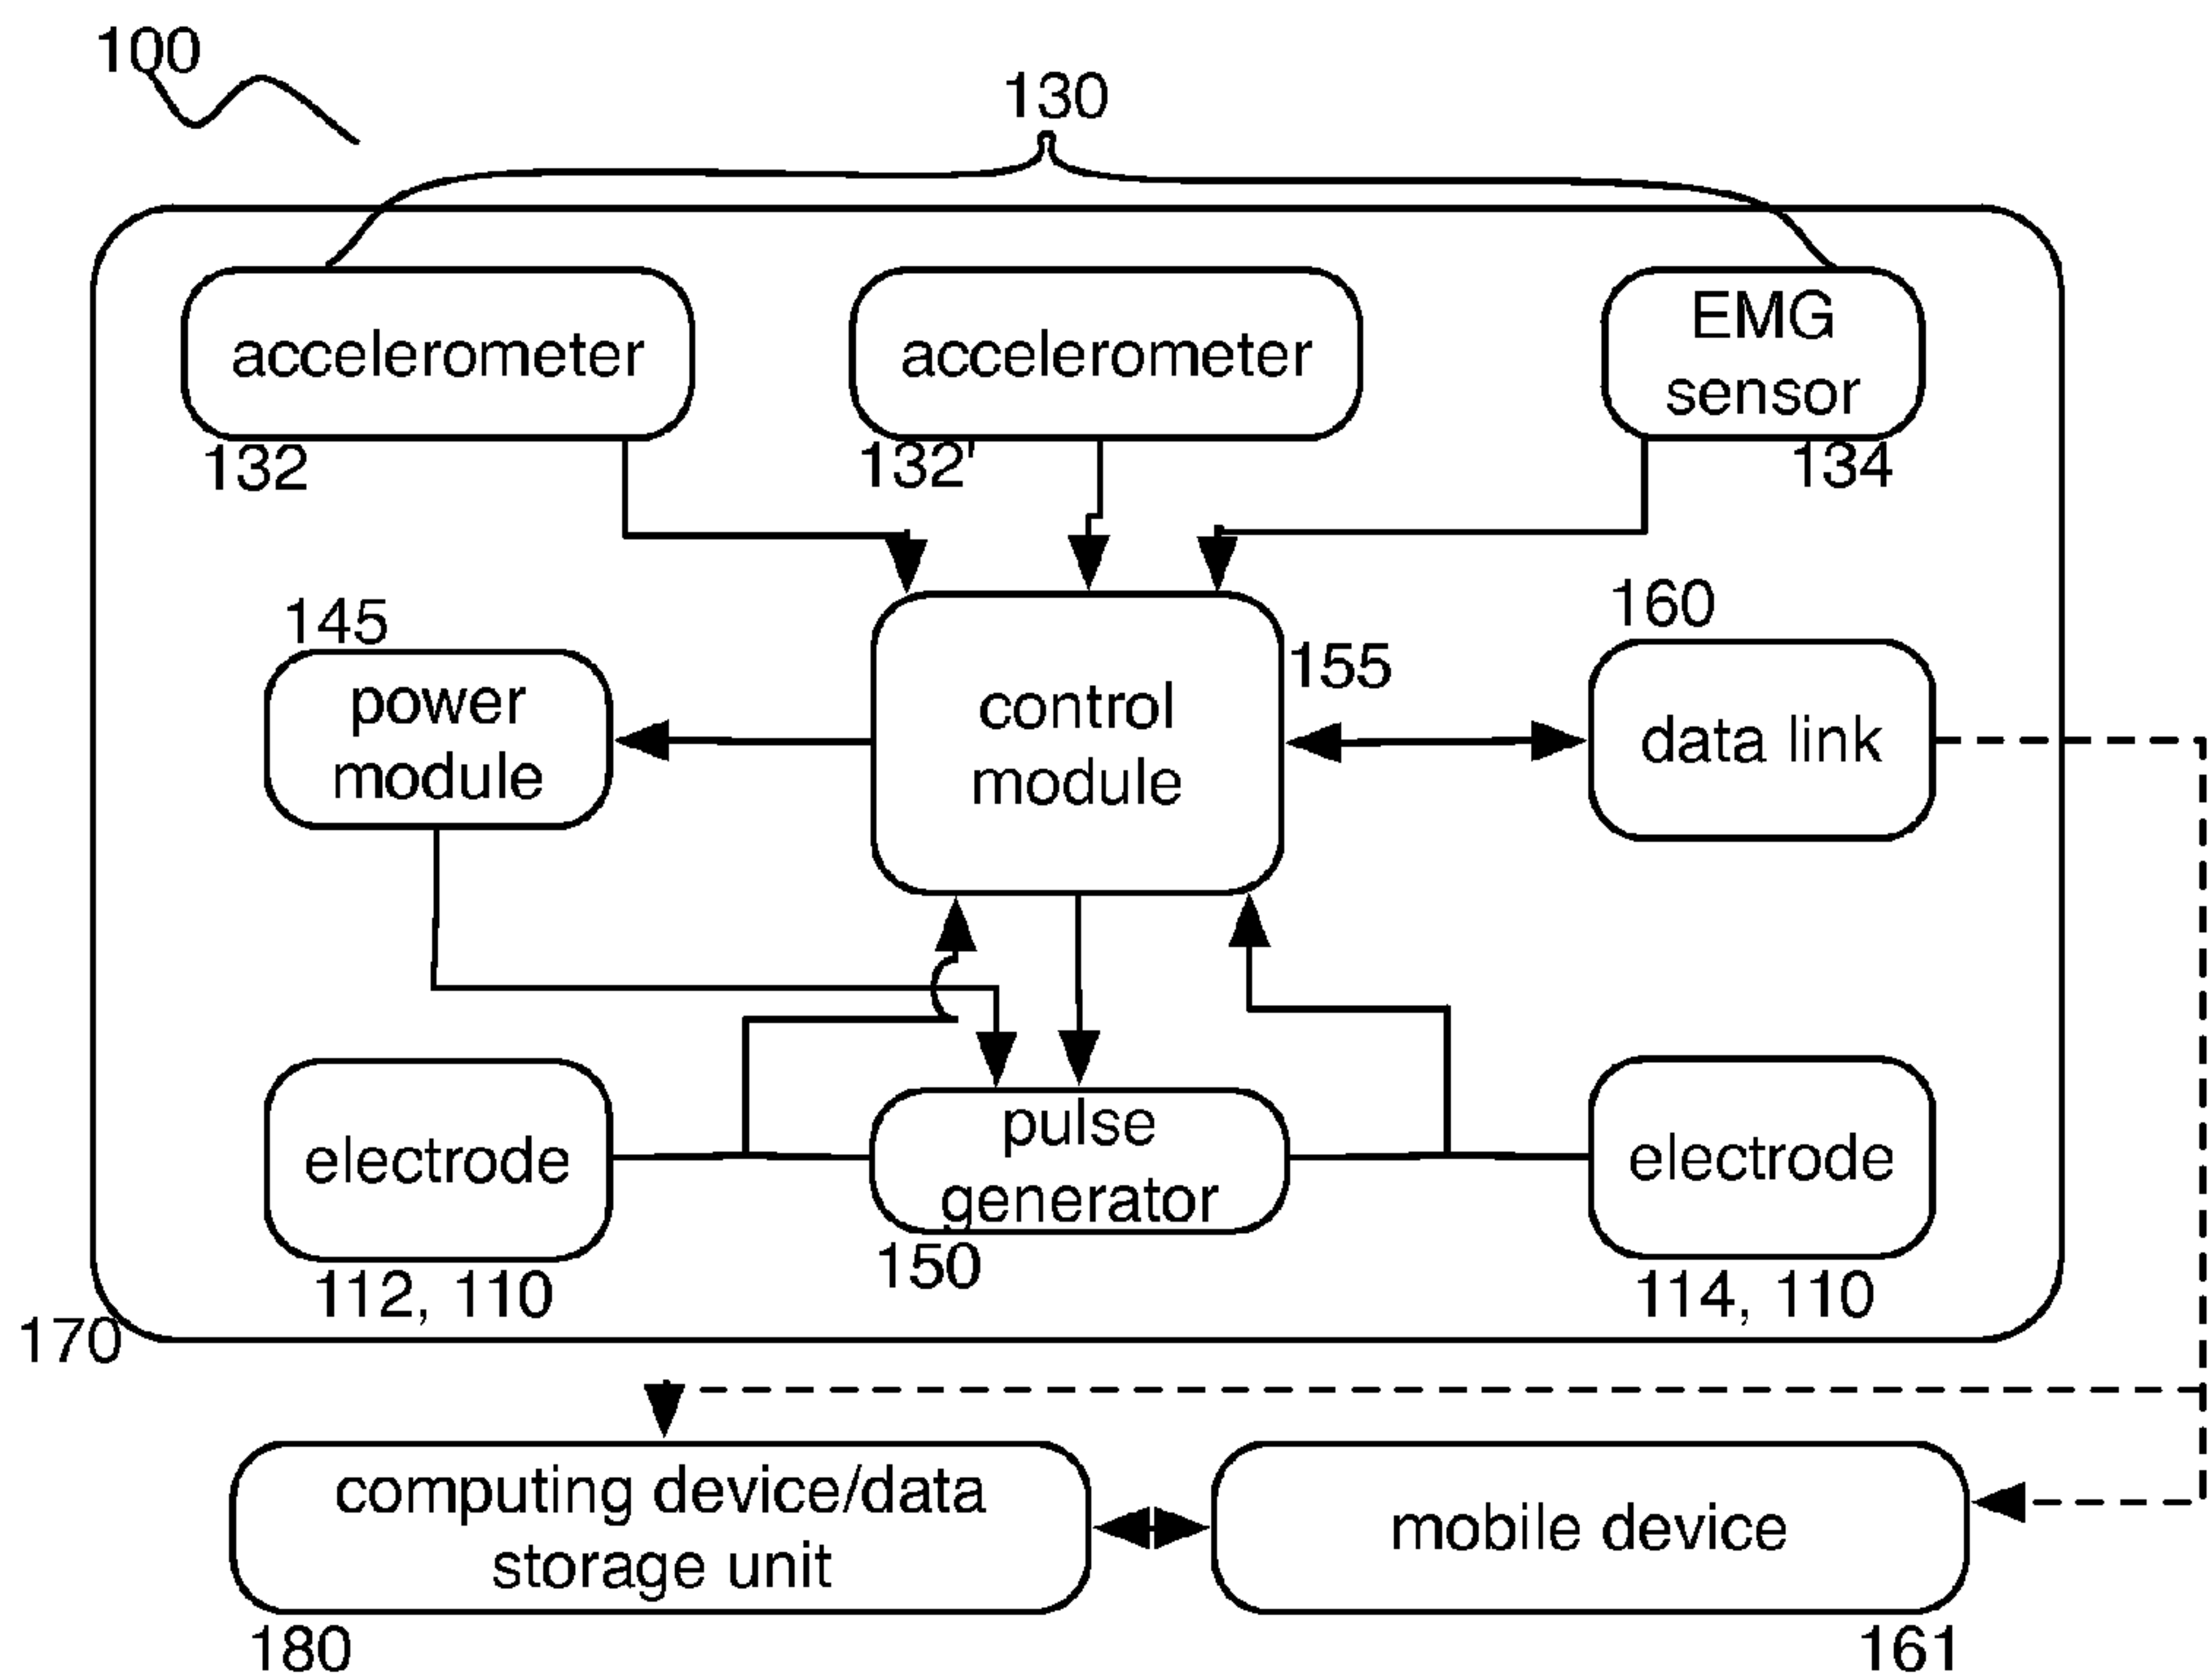 100
130
accelerometer
accelerometer
EMG
sensor
132
132'
134
145
160
power
module
control
module
155
data link
electrode
pulse
generator
electrode
112, 110
150
114, 110
170
computing device/data
storage unit
mobile device
180
161